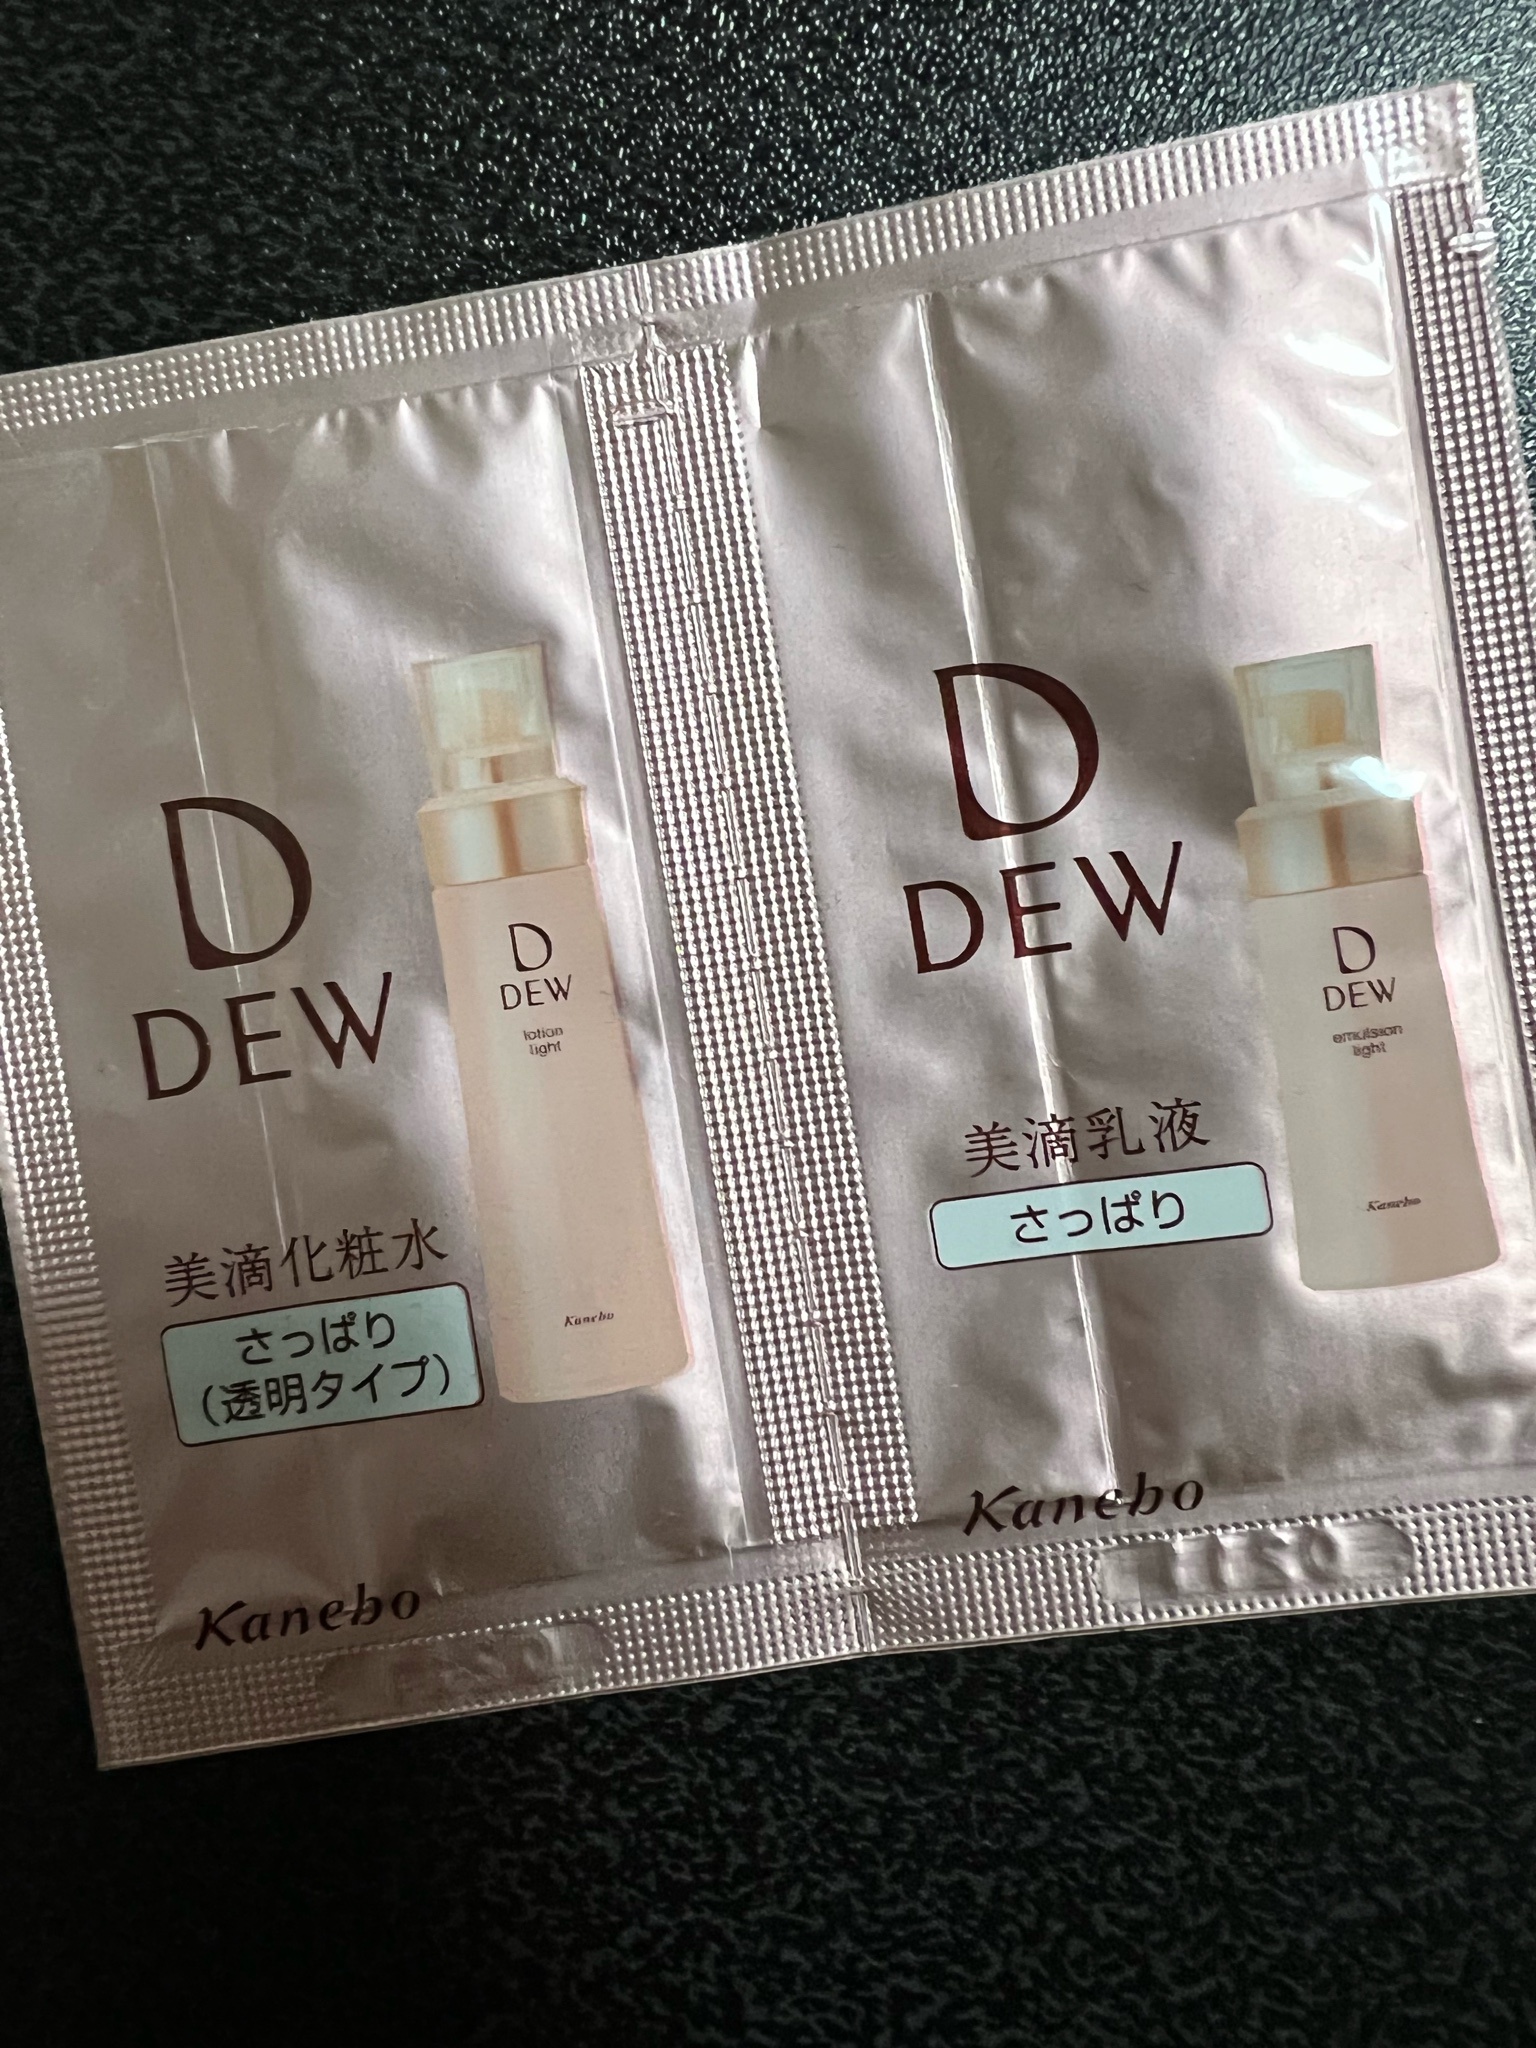 D
DEW
D
DEW
lotion
light
美滴化粧水
さっぱり
(透明タイプ)
Kanebo
Kanebo
D
DEW
D
DEW
emulsion
light
美滴乳液
さっぱり
Kanebo
Kanebo